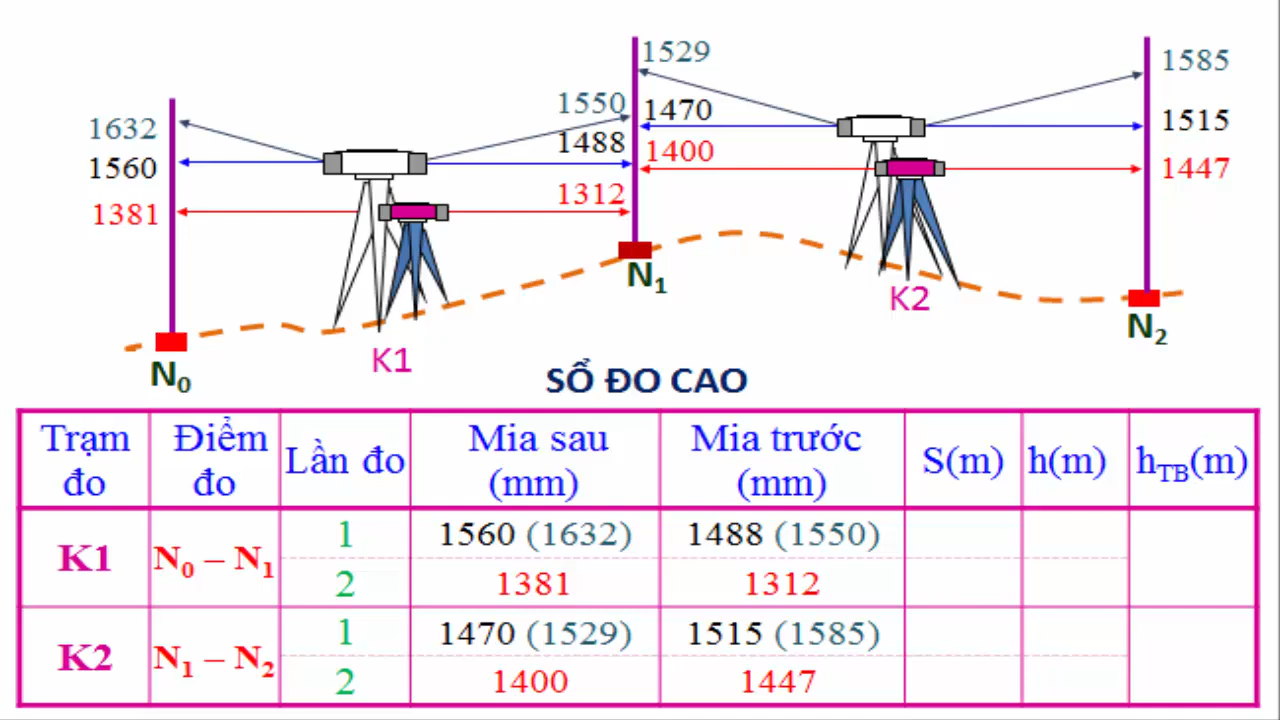 1529
1585
1632
1550
1470
1515
1560
1488
1400
1447
1381
1312
N₁
K2
K1
N₂
N₀
SỔ ĐO CAO
Trạm đo | Điểm đo | Lần đo | Mia sau (mm) | Mia trước (mm) | S(m) | h(m) | hTB(m)
K1 | N₀ – N₁ | 1 | 1560 (1632) | 1488 (1550)
2 | 1381 | 1312
K2 | N₁ – N₂ | 1 | 1470 (1529) | 1515 (1585)
2 | 1400 | 1447